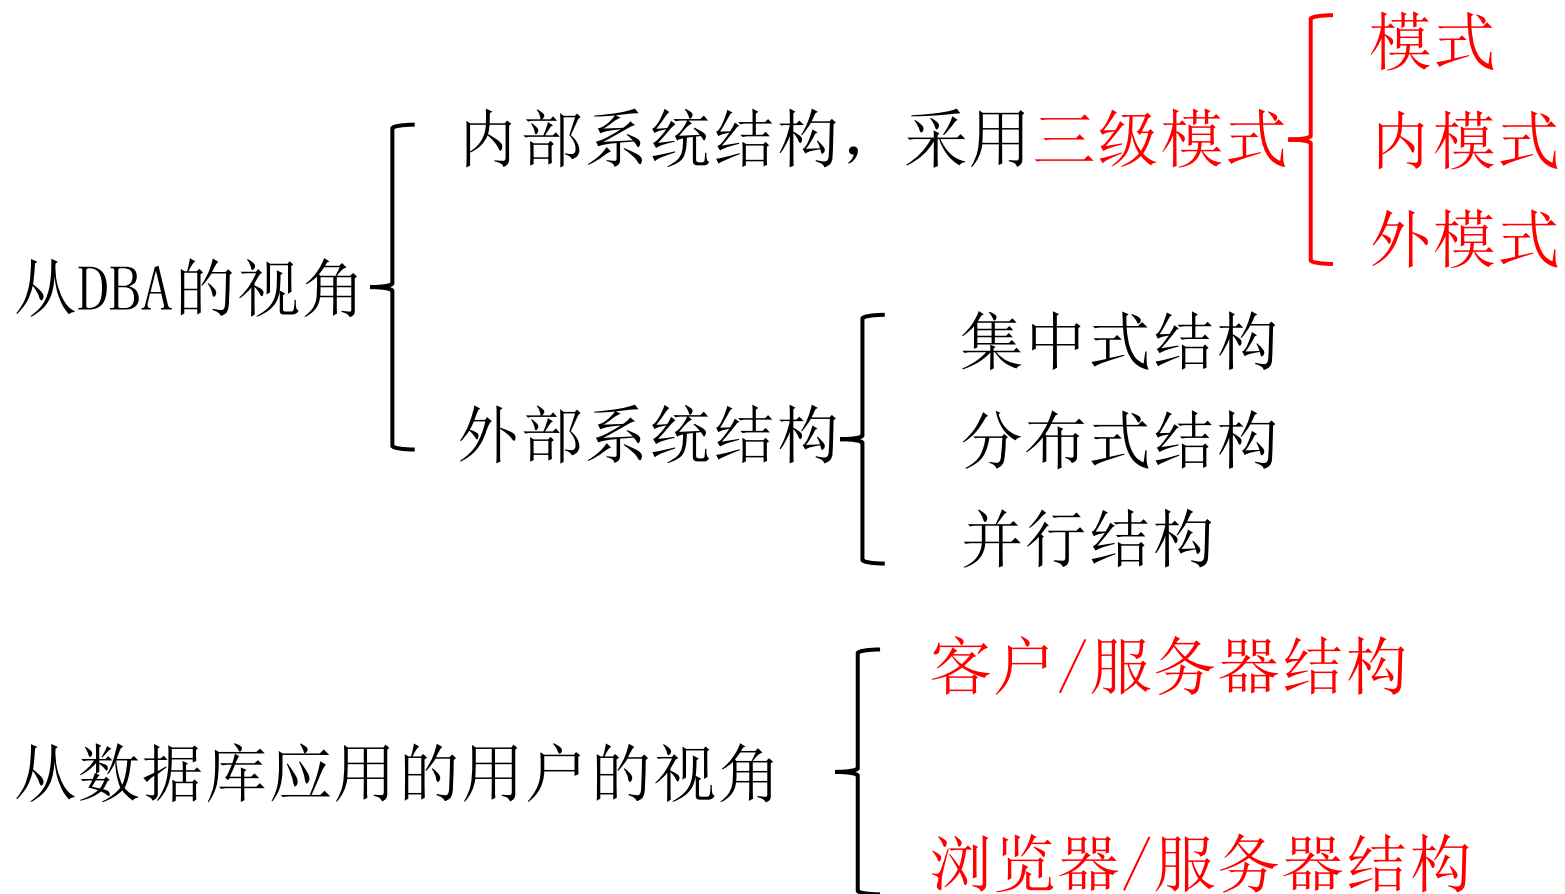 模式
内部系统结构，采用三级模式
内模式
外模式
从DBA的视角
集中式结构
外部系统结构
分布式结构
并行结构
客户/服务器结构
从数据库应用的用户的视角
浏览器/服务器结构